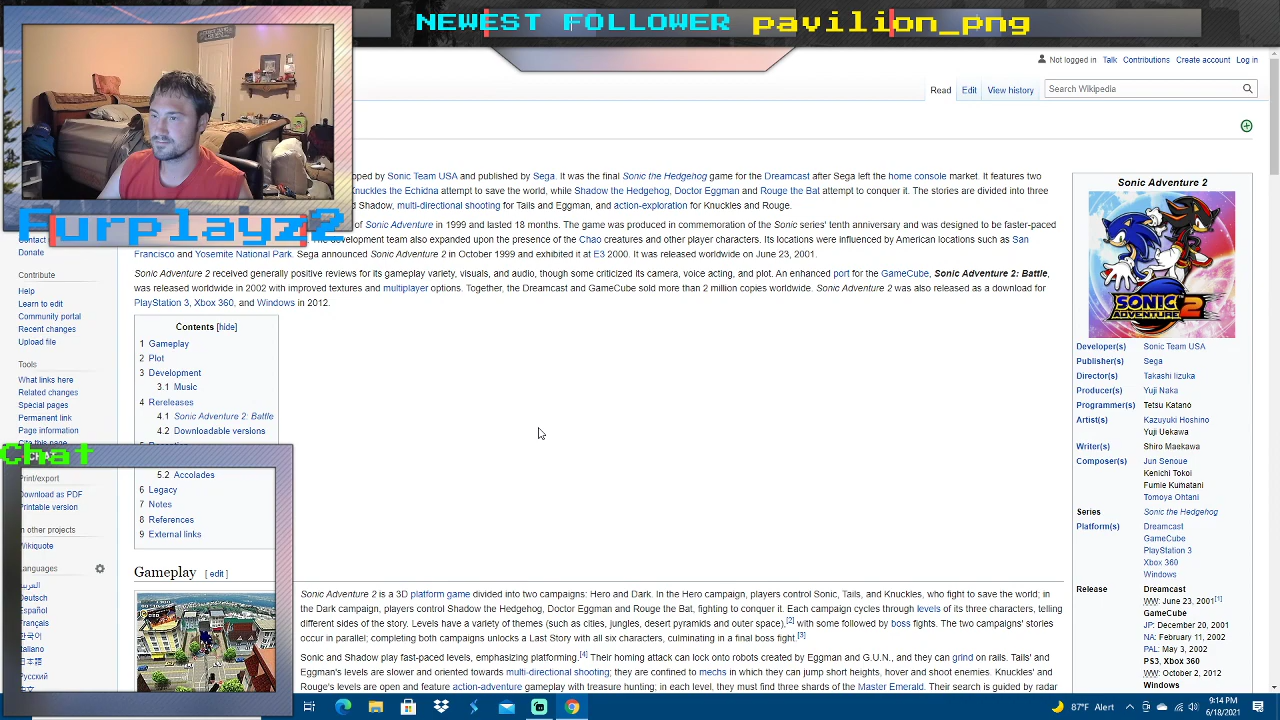 NEWEST FOLLOWER pavilion_png
Not logged in Talk Contributions Create account Log in
Read Edit View history Search Wikipedia
oped by Sonic Team USA and published by Sega. It was the final Sonic the Hedgehog game for the Dreamcast after Sega left the home console market. It features two
Knuckles the Echidna attempt to save the world, while Shadow the Hedgehog, Doctor Eggman and Rouge the Bat attempt to conquer it. The stories are divided into three
d Shadow, multi-directional shooting for Tails and Eggman, and action-exploration for Knuckles and Rouge.
Furplayz2
of Sonic Adventure in 1999 and lasted 18 months. The game was produced in commemoration of the Sonic series' tenth anniversary and was designed to be faster-paced
development team also expanded upon the presence of the Chao creatures and other player characters. Its locations were influenced by American locations such as San
Francisco and Yosemite National Park. Sega announced Sonic Adventure 2 in October 1999 and exhibited it at E3 2000. It was released worldwide on June 23, 2001.
Sonic Adventure 2 received generally positive reviews for its gameplay variety, visuals, and audio, though some criticized its camera, voice acting, and plot. An enhanced port for the GameCube, Sonic Adventure 2: Battle,
was released worldwide in 2002 with improved textures and multiplayer options. Together, the Dreamcast and GameCube sold more than 2 million copies worldwide. Sonic Adventure 2 was also released as a download for
PlayStation 3, Xbox 360, and Windows in 2012.
Contact
Donate
Contribute
Help
Learn to edit
Community portal
Recent changes
Upload file
Tools
What links here
Related changes
Special pages
Permanent link
Page information
Cite this page
Chat
Print/export
Download as PDF
Printable version
In other projects
Wikiquote
Languages
العربية
Deutsch
Español
Français
한국어
Italiano
日本語
Русский
中文
Contents [hide]
1 Gameplay
2 Plot
3 Development
3.1 Music
4 Rereleases
4.1 Sonic Adventure 2: Battle
4.2 Downloadable versions
5.2 Accolades
6 Legacy
7 Notes
8 References
9 External links
Gameplay [ edit ]
Sonic Adventure 2 is a 3D platform game divided into two campaigns: Hero and Dark. In the Hero campaign, players control Sonic, Tails, and Knuckles, who fight to save the world; in
the Dark campaign, players control Shadow the Hedgehog, Doctor Eggman and Rouge the Bat, fighting to conquer it. Each campaign cycles through levels of its three characters, telling
different sides of the story. Levels have a variety of themes (such as cities, jungles, desert pyramids and outer space),[2] with some followed by boss fights. The two campaigns' stories
occur in parallel; completing both campaigns unlocks a Last Story with all six characters, culminating in a final boss fight.[3]
Sonic and Shadow play fast-paced levels, emphasizing platforming.[4] Their homing attack can lock onto robots created by Eggman and G.U.N., and they can grind on rails. Tails' and
Eggman's levels are slower and oriented towards multi-directional shooting; they are confined to mechs in which they can jump short heights, hover and shoot enemies. Knuckles' and
Rouge's levels are open and feature action-adventure gameplay with treasure hunting; in each level, they must find three shards of the Master Emerald. Their search is guided by radar
Sonic Adventure 2
SONIC ADVENTURE 2
Developer(s) Sonic Team USA
Publisher(s) Sega
Director(s) Takashi Iizuka
Producer(s) Yuji Naka
Programmer(s) Tetsu Katano
Artist(s) Kazuyuki Hoshino
Yuji Uekawa
Writer(s) Shiro Maekawa
Composer(s) Jun Senoue
Kenichi Tokoi
Fumie Kumatani
Tomoya Ohtani
Series Sonic the Hedgehog
Platform(s) Dreamcast
GameCube
PlayStation 3
Xbox 360
Windows
Release Dreamcast
WW: June 23, 2001[1]
GameCube
JP: December 20, 2001
NA: February 11, 2002
PAL: May 3, 2002
PS3, Xbox 360
WW: October 2, 2012
Windows
87°F Alert
9:14 PM
6/18/2021